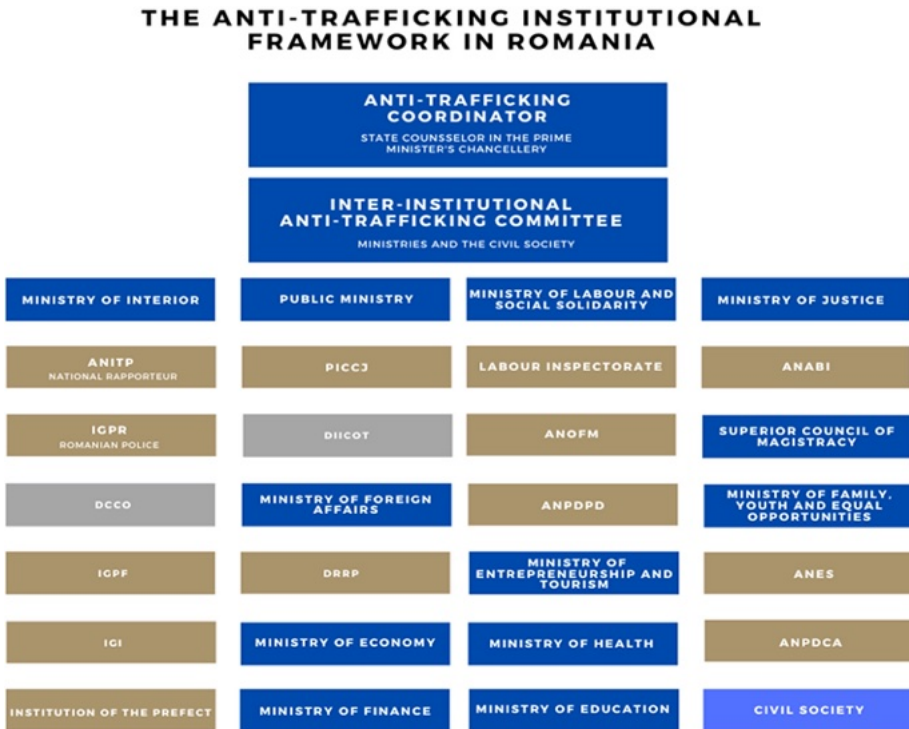 THE ANTI-TRAFFICKING INSTITUTIONAL
FRAMEWORK IN ROMANIA
ANTI-TRAFFICKING
COORDINATOR
STATE COUNSSELOR IN THE PRIME
MINISTER'S CHANCELLERY
INTER-INSTITUTIONAL
ANTI-TRAFFICKING COMMITTEE
MINISTRIES AND THE CIVIL SOCIETY
MINISTRY OF INTERIOR
PUBLIC MINISTRY
MINISTRY OF LABOUR AND
SOCIAL SOLIDARITY
MINISTRY OF JUSTICE
ANITP
NATIONAL RAPPORTEUR
PICCJ
LABOUR INSPECTORATE
ANABI
IGPR
ROMANIAN POLICE
DIICOT
ANOFM
SUPERIOR COUNCIL OF
MAGISTRACY
DCCO
MINISTRY OF FOREIGN
AFFAIRS
ANPDPD
MINISTRY OF FAMILY,
YOUTH AND EQUAL
OPPORTUNITIES
IGPF
DRRP
MINISTRY OF
ENTREPRENEURSHIP AND
TOURISM
ANES
IGI
MINISTRY OF ECONOMY
MINISTRY OF HEALTH
ANPDCA
INSTITUTION OF THE PREFECT
MINISTRY OF FINANCE
MINISTRY OF EDUCATION
CIVIL SOCIETY